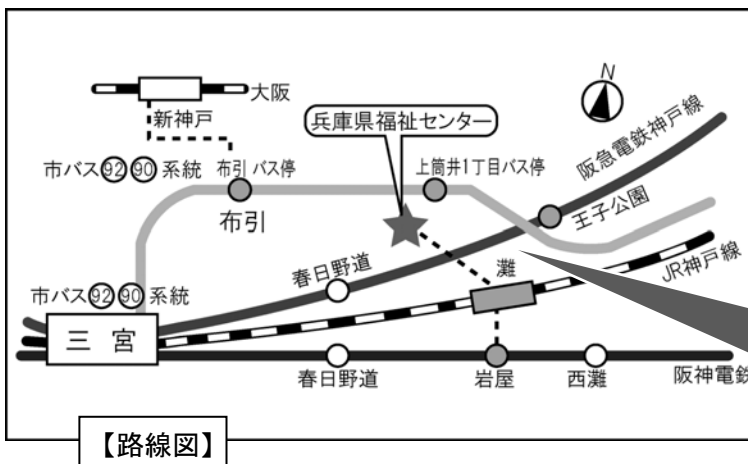 大阪
新神戸
兵庫県福祉センター
N
阪急電鉄神戸線
市バス92 90系統
布引 バス停
上筒井1丁目バス停
布引
王子公園
春日野道
灘
JR神戸線
市バス92 90系統
三宮
春日野道
岩屋
西灘
阪神電鉄
【路線図】